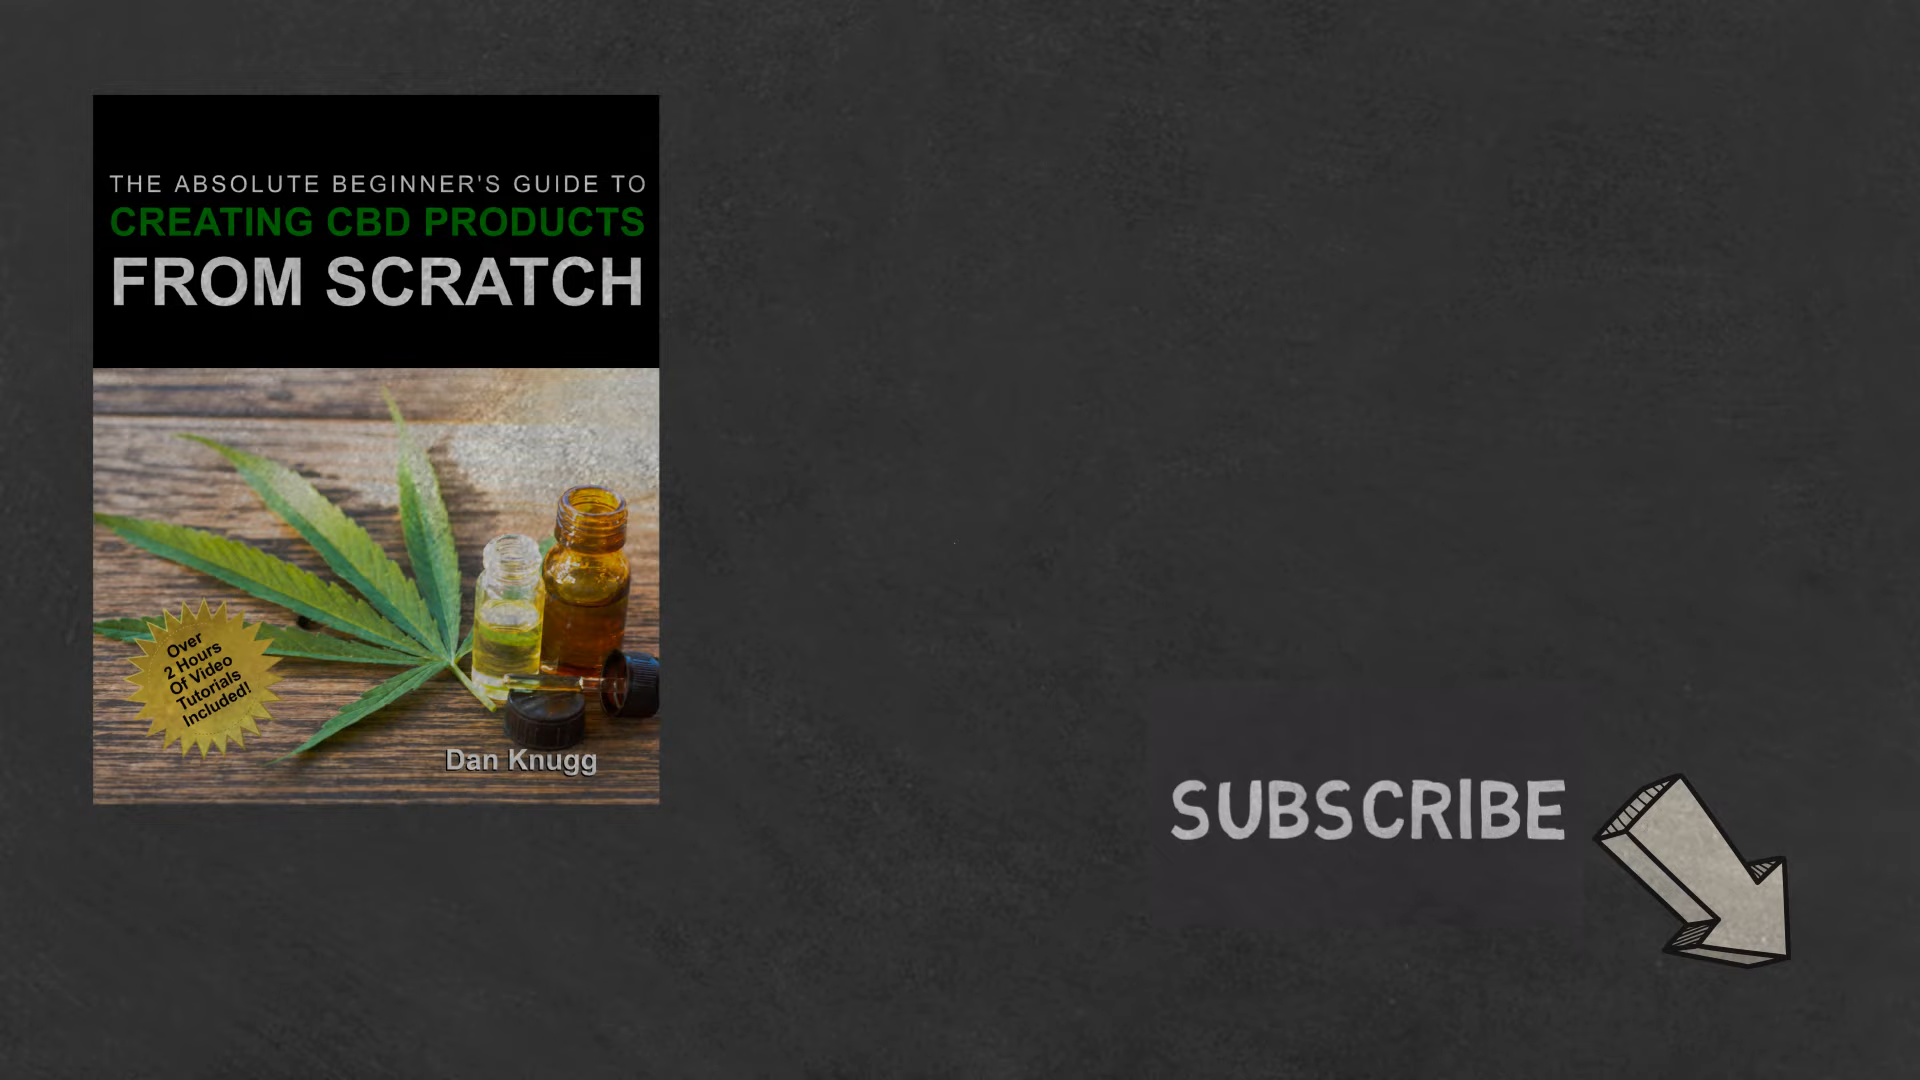 THE ABSOLUTE BEGINNER'S GUIDE TO
CREATING CBD PRODUCTS
FROM SCRATCH
Over
2 Hours
Of Video
Tutorials
Included!
Dan Knugg
SUBSCRIBE